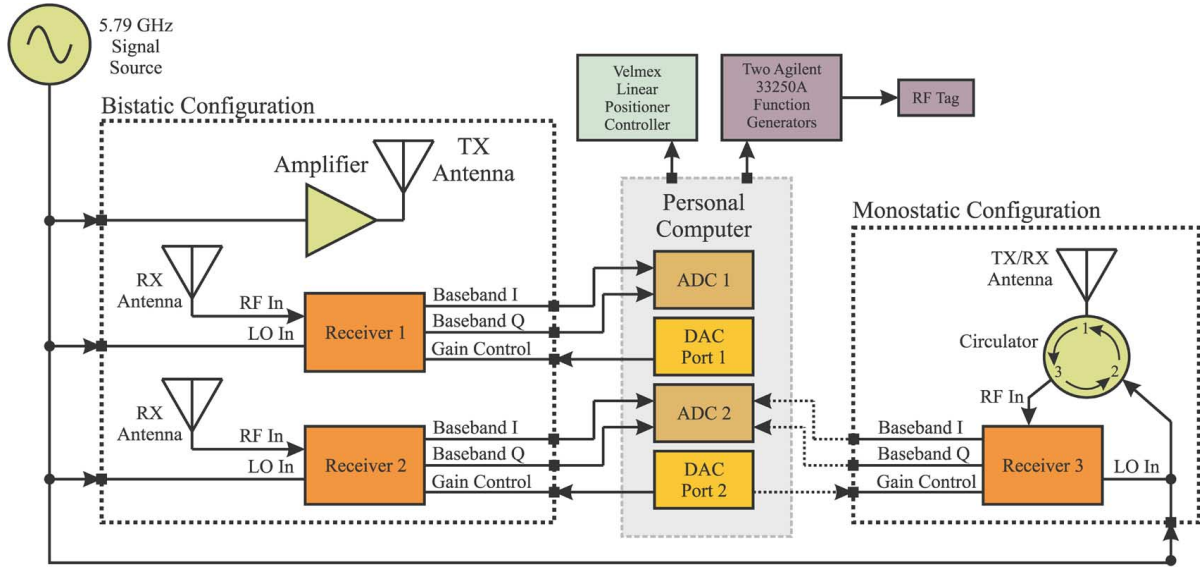 5.79 GHz
Signal
Source
Bistatic Configuration
Amplifier
TX
Antenna
RX
Antenna
RF In
LO In
Receiver 1
Baseband I
Baseband Q
Gain Control
RX
Antenna
RF In
LO In
Receiver 2
Baseband I
Baseband Q
Gain Control
Velmex
Linear
Positioner
Controller
Two Agilent
33250A
Function
Generators
RF Tag
Personal
Computer
ADC 1
DAC
Port 1
ADC 2
DAC
Port 2
Monostatic Configuration
TX/RX
Antenna
Circulator
1
2
3
RF In
Baseband I
Baseband Q
Gain Control
Receiver 3
LO In